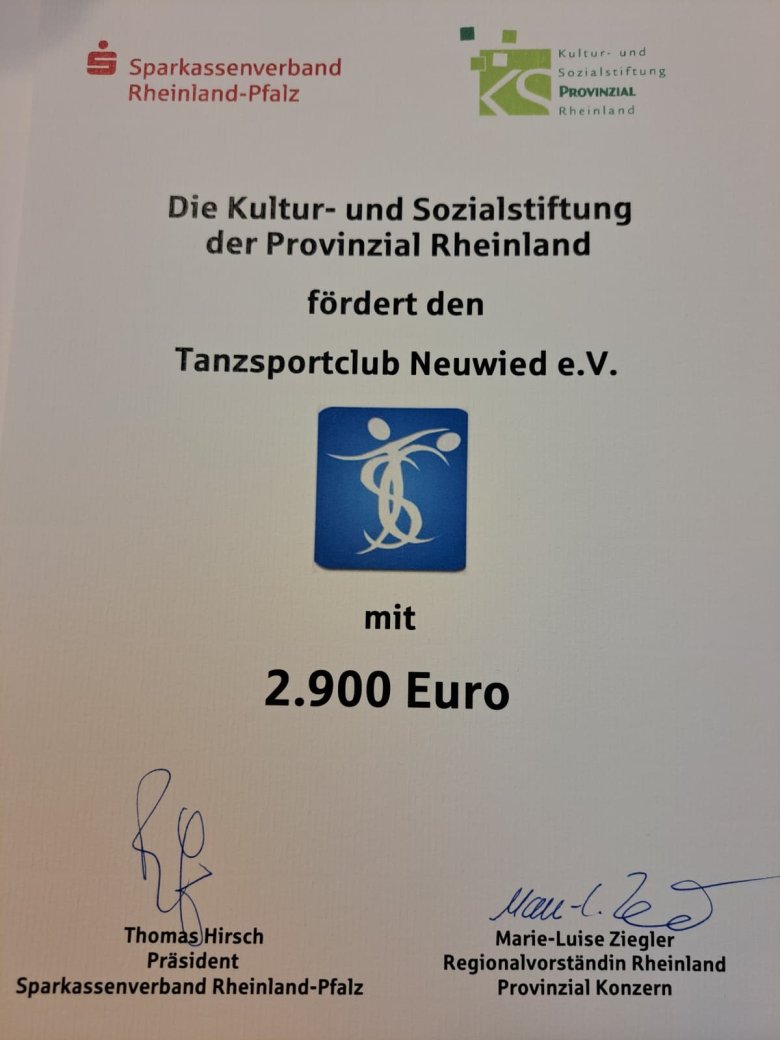 Sparkassenverband
Rheinland-Pfalz
KS
Kultur- und
Sozialstiftung
PROVINZIAL
Rheinland
Die Kultur- und Sozialstiftung
der Provinzial Rheinland
fördert den
Tanzsportclub Neuwied e.V.
mit
2.900 Euro
Thomas Hirsch
Präsident
Sparkassenverband Rheinland-Pfalz
Marie-Luise Ziegler
Regionalvorständin Rheinland
Provinzial Konzern